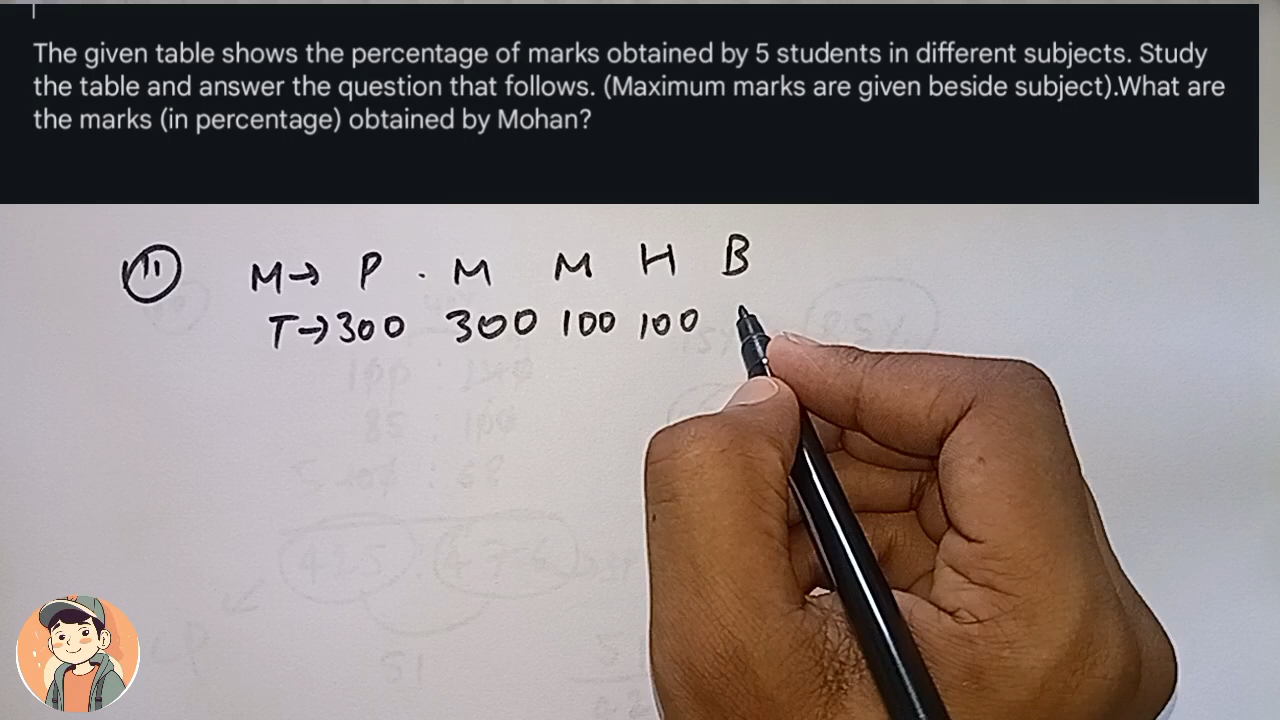 The given table shows the percentage of marks obtained by 5 students in different subjects. Study
the table and answer the question that follows. (Maximum marks are given beside subject).What are
the marks (in percentage) obtained by Mohan?
11 M→ P . M M H B
T→300 300 100 100